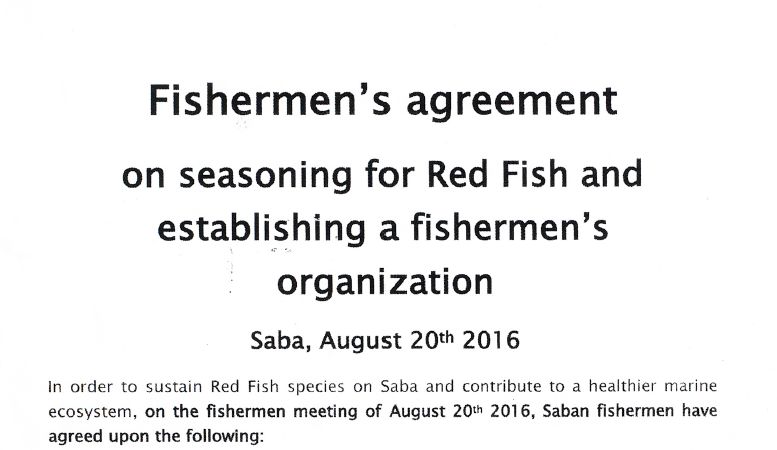 Fishermen's agreement
on seasoning for Red Fish and
establishing a fishermen's
organization
Saba, August 20th 2016
In order to sustain Red Fish species on Saba and contribute to a healthier marine
ecosystem, on the fishermen meeting of August 20th 2016, Saban fishermen have
agreed upon the following: